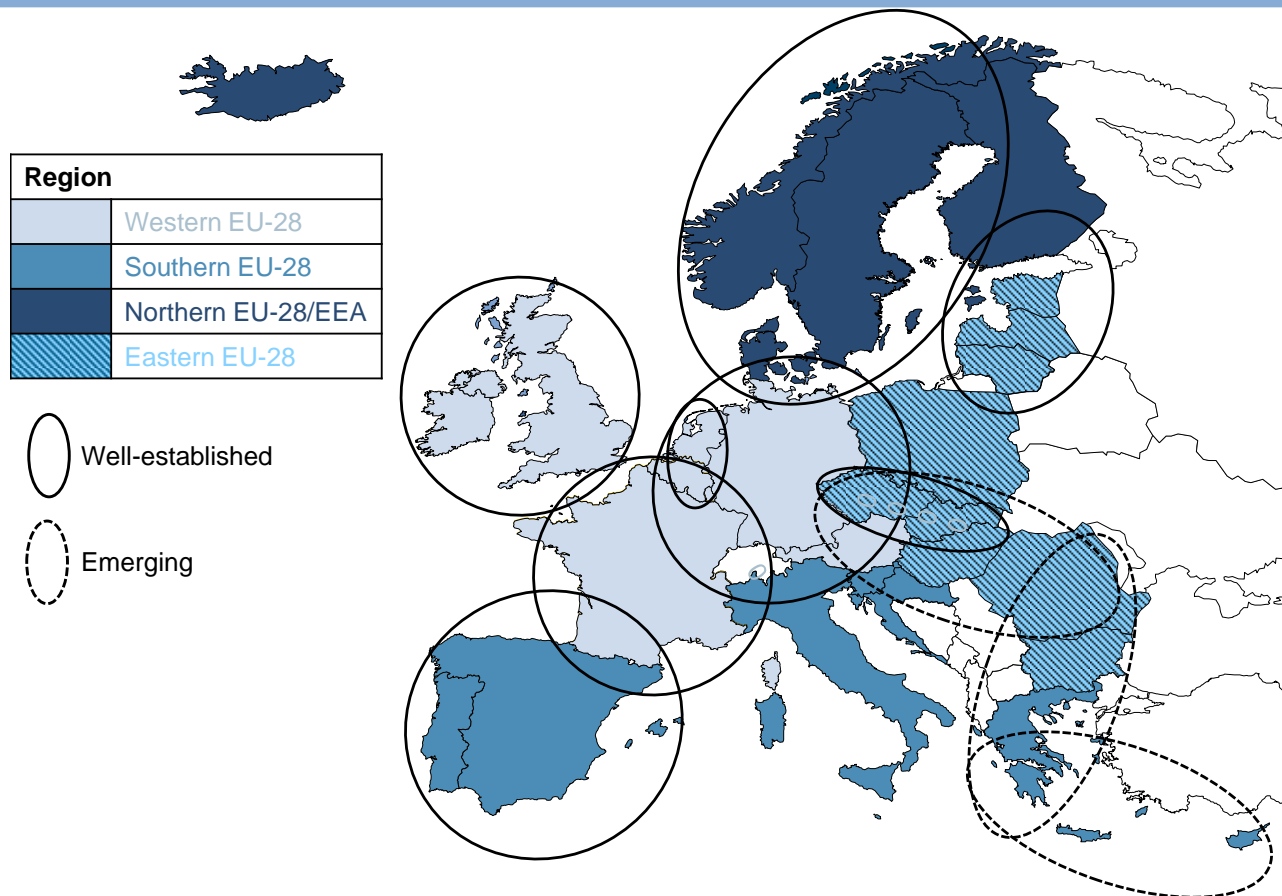 Region
Western EU-28
Southern EU-28
Northern EU-28/EEA
Eastern EU-28
Well-established
Emerging